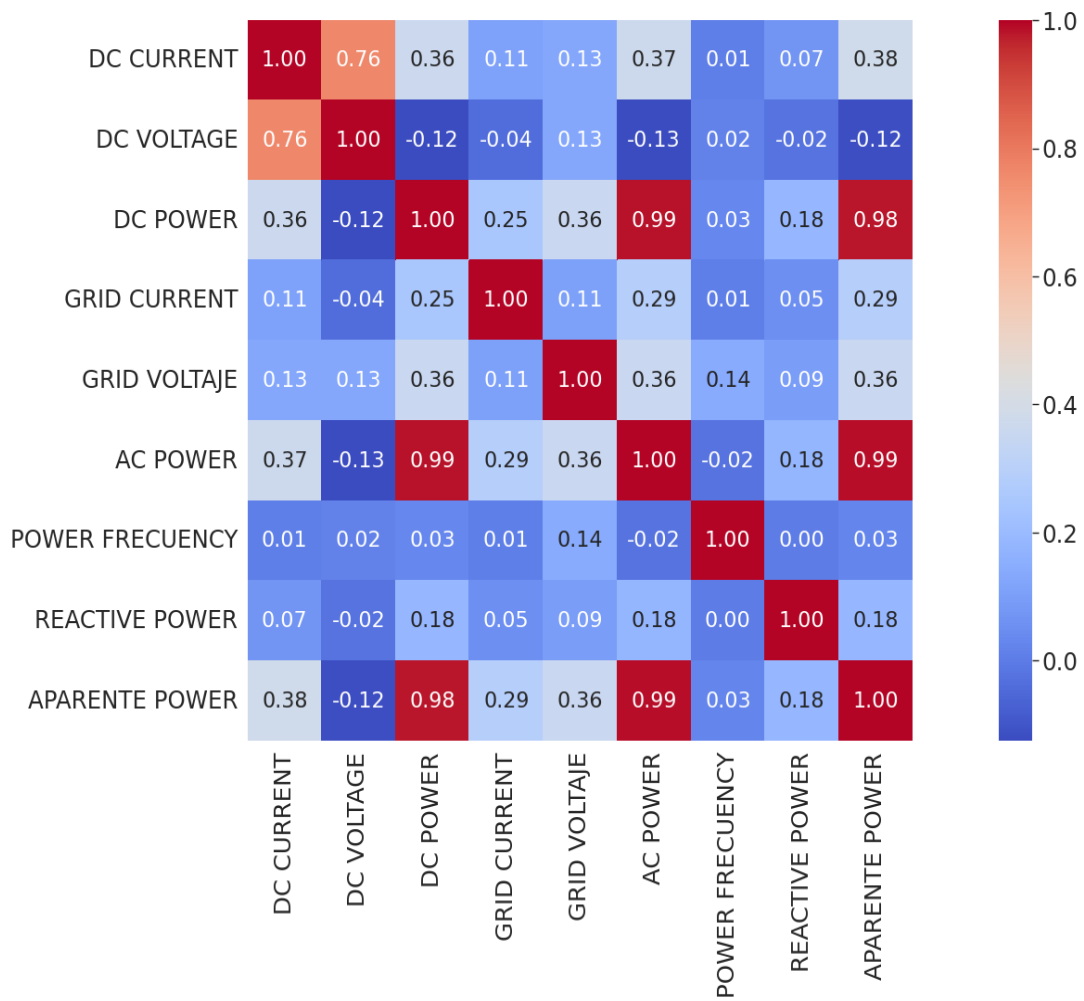 DC CURRENT 1.00 0.76 0.36 0.11 0.13 0.37 0.01 0.07 0.38
DC VOLTAGE 0.76 1.00 -0.12 -0.04 0.13 -0.13 0.02 -0.02 -0.12
DC POWER 0.36 -0.12 1.00 0.25 0.36 0.99 0.03 0.18 0.98
GRID CURRENT 0.11 -0.04 0.25 1.00 0.11 0.29 0.01 0.05 0.29
GRID VOLTAJE 0.13 0.13 0.36 0.11 1.00 0.36 0.14 0.09 0.36
AC POWER 0.37 -0.13 0.99 0.29 0.36 1.00 -0.02 0.18 0.99
POWER FRECUENCY 0.01 0.02 0.03 0.01 0.14 -0.02 1.00 0.00 0.03
REACTIVE POWER 0.07 -0.02 0.18 0.05 0.09 0.18 0.00 1.00 0.18
APARENTE POWER 0.38 -0.12 0.98 0.29 0.36 0.99 0.03 0.18 1.00
DC CURRENT
DC VOLTAGE
DC POWER
GRID CURRENT
GRID VOLTAJE
AC POWER
POWER FRECUENCY
REACTIVE POWER
APARENTE POWER
1.0
0.8
0.6
0.4
0.2
0.0